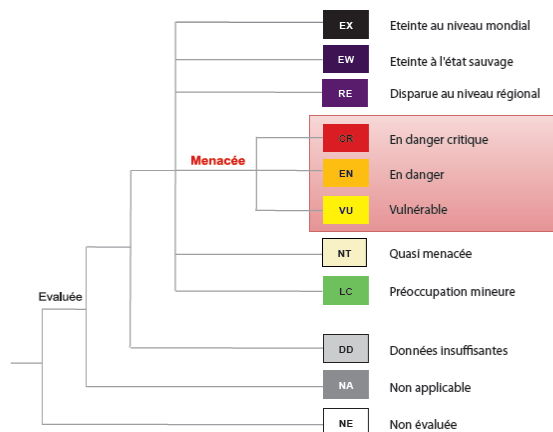 EX Eteinte au niveau mondial
EW Eteinte à l'état sauvage
RE Disparue au niveau régional
CR En danger critique
Menacée
EN En danger
VU Vulnérable
NT Quasi menacée
LC Préoccupation mineure
Evaluée
DD Données insuffisantes
NA Non applicable
NE Non évaluée